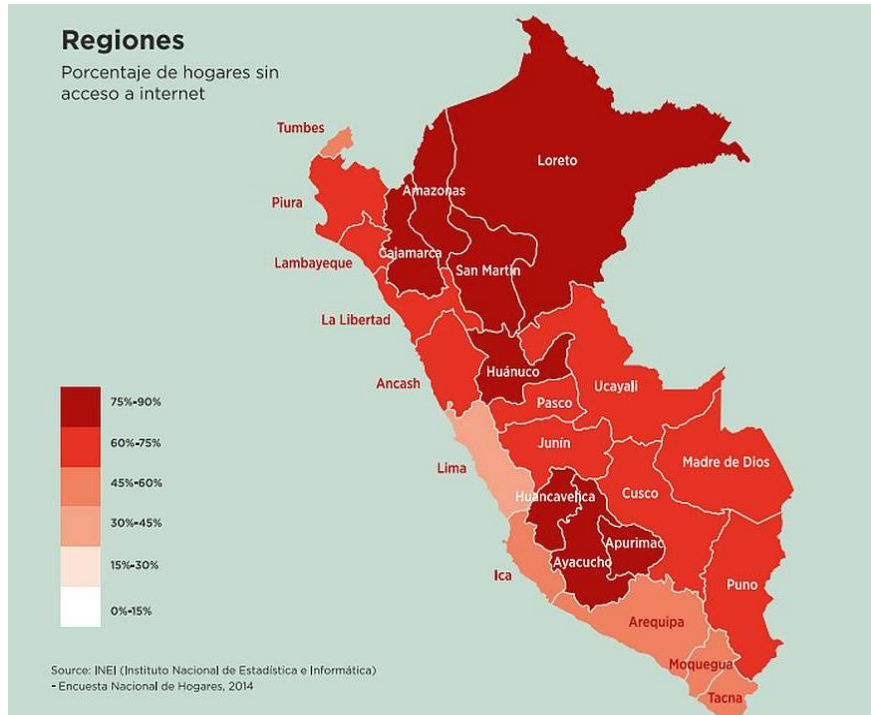 Regiones
Porcentaje de hogares sin
acceso a internet
Tumbes
Loreto
Amazonas
Piura
Cajamarca
Lambayeque
San Martín
La Libertad
Huánuco
Ancash
Ucayali
Pasco
Junín
Lima
Madre de Dios
Huancavelica
Cusco
Apurimac
Ayacucho
Ica
Puno
Arequipa
Moquegua
Tacna
75%-90%
60%-75%
45%-60%
30%-45%
15%-30%
0%-15%
Source: INEI (Instituto Nacional de Estadística e Informática)
- Encuesta Nacional de Hogares, 2014